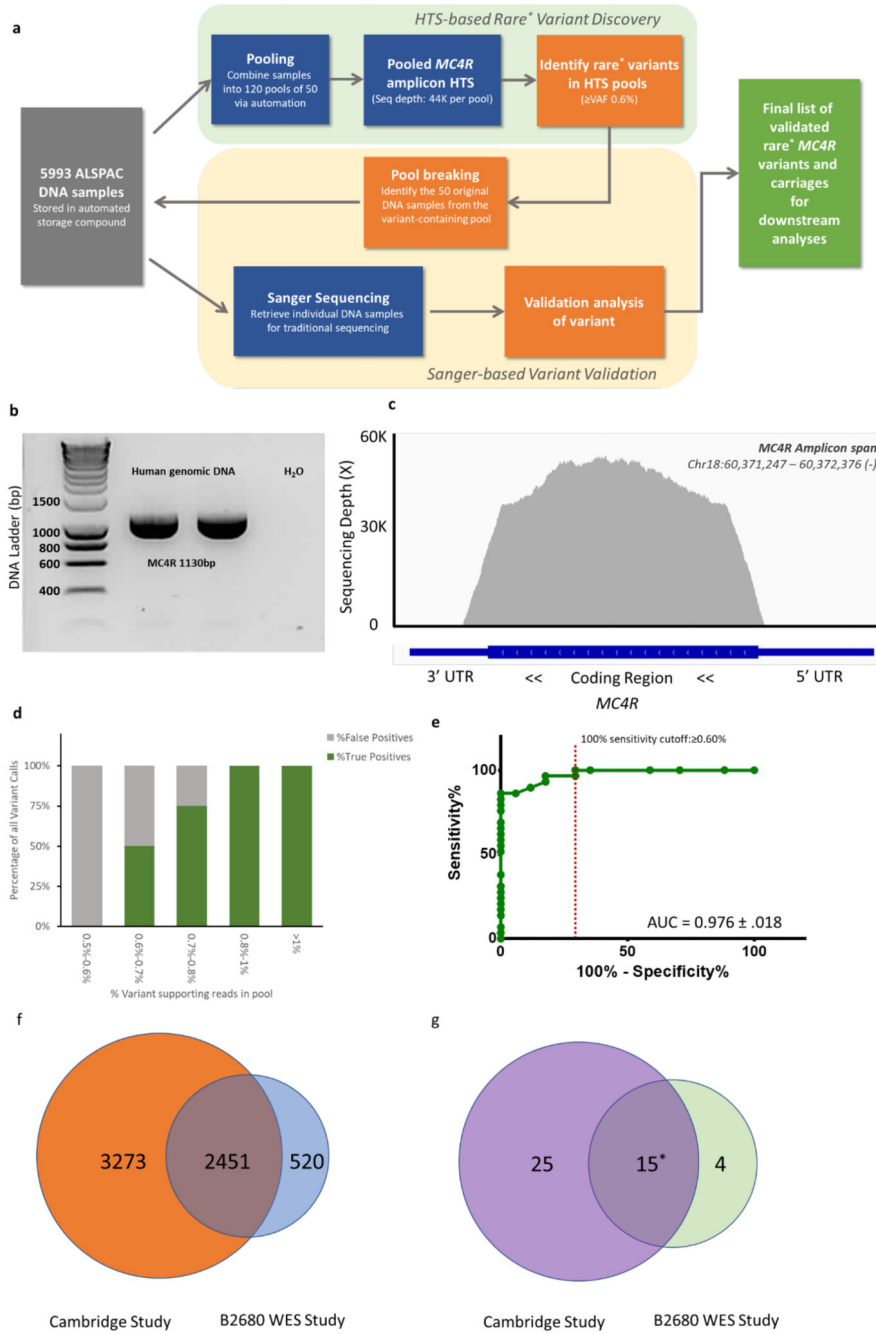 a
HTS-based Rare* Variant Discovery
Pooling
Combine samples
into 120 pools of 50
via automation
Pooled MC4R
amplicon HTS
(Seq depth: 44K per pool)
Identify rare* variants
in HTS pools
(≥VAF 0.6%)
5993 ALSPAC
DNA samples
Stored in automated
storage compound
Pool breaking
Identify the 50 original
DNA samples from the
variant-containing pool
Final list of
validated
rare* MC4R
variants and
carriages
for
downstream
analyses
Sanger Sequencing
Retrieve individual DNA samples
for traditional sequencing
Validation analysis
of variant
Sanger-based Variant Validation
b
DNA Ladder (bp)
1500
1000
800
600
400
Human genomic DNA
H₂O
MC4R 1130bp
c
60K
30K
0
Sequencing Depth (X)
MC4R Amplicon span
Chr18:60,371,247 – 60,372,376 (-)
3' UTR << Coding Region << 5' UTR
MC4R
d
%False Positives
%True Positives
Percentage of all Variant Calls
100%
75%
50%
25%
0%
0.5%-0.6%
0.6%-0.7%
0.7%-0.8%
0.8%-1%
>1%
% Variant supporting reads in pool
e
100% sensitivity cutoff:≥0.60%
Sensitivity%
100
50
0
0 50 100
AUC = 0.976 ± .018
100% - Specificity%
f
3273 2451 520
Cambridge Study B2680 WES Study
g
25 15* 4
Cambridge Study B2680 WES Study